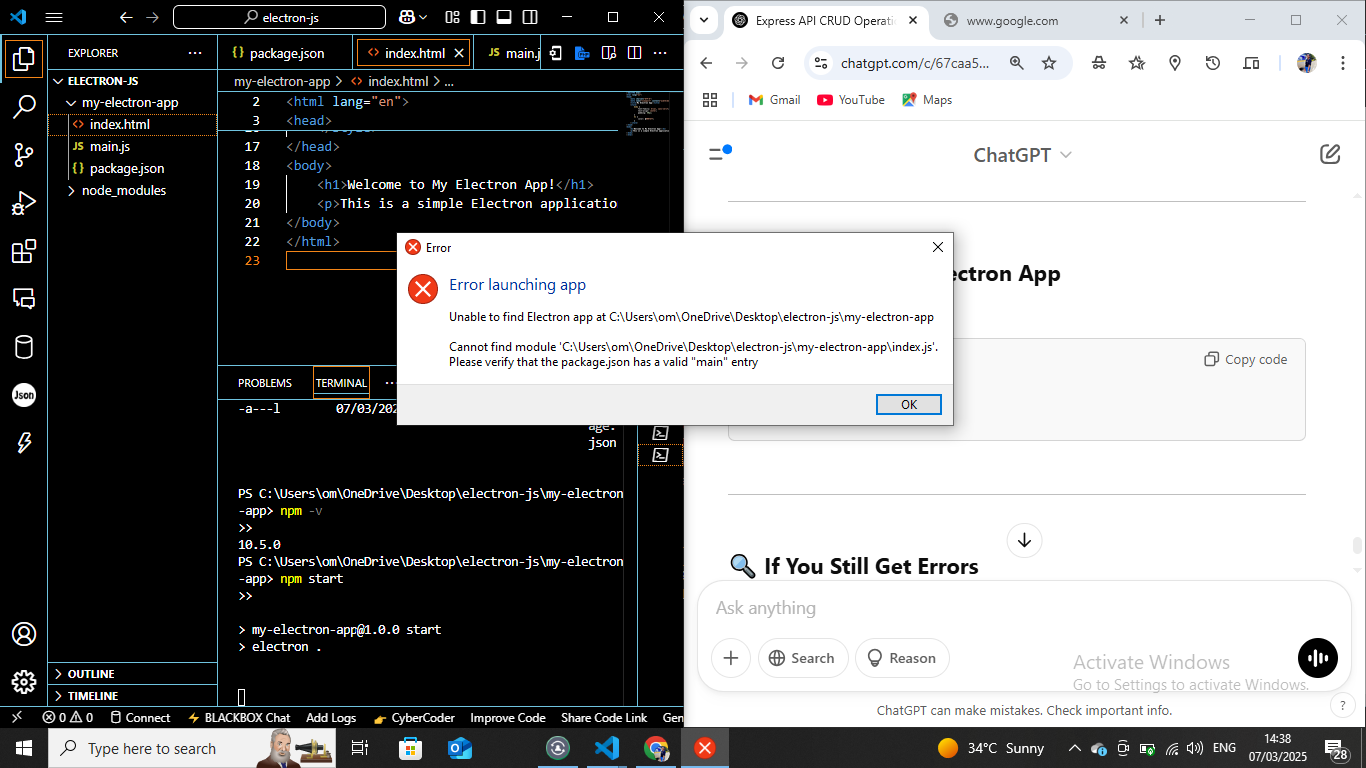 electron-js
EXPLORER
ELECTRON-JS
my-electron-app
index.html
main.js
package.json
node_modules
OUTLINE
TIMELINE
package.json
index.html
main.j
my-electron-app > index.html > ...
2 <html lang="en">
3 <head>
17 </head>
18 <body>
19 <h1>Welcome to My Electron App!</h1>
20 <p>This is a simple Electron applicatio
21 </body>
22 </html>
23
PROBLEMS
TERMINAL
-a---l 07/03/202
age.
json
PS C:\Users\om\OneDrive\Desktop\electron-js\my-electron
-app> npm -v
>>
10.5.0
PS C:\Users\om\OneDrive\Desktop\electron-js\my-electron
-app> npm start
>>
> my-electron-app@1.0.0 start
> electron .
Json
0 0 Connect BLACKBOX Chat Add Logs CyberCoder Improve Code Share Code Link Gen
Error
Error launching app
Unable to find Electron app at C:\Users\om\OneDrive\Desktop\electron-js\my-electron-app
Cannot find module 'C:\Users\om\OneDrive\Desktop\electron-js\my-electron-app\index.js'.
Please verify that the package.json has a valid "main" entry
OK
Express API CRUD Operati
www.google.com
chatgpt.com/c/67caa5...
Gmail
YouTube
Maps
ChatGPT
ectron App
Copy code
If You Still Get Errors
Ask anything
Search
Reason
Activate Windows
Go to Settings to activate Windows.
ChatGPT can make mistakes. Check important info.
?
Type here to search
34°C Sunny
ENG
14:38
07/03/2025
28